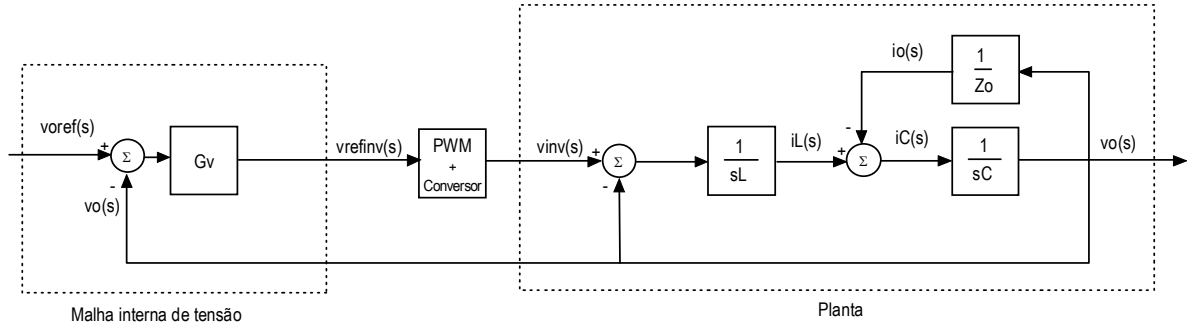 io(s)
1
Zo
voref(s)
+
Σ
-
vo(s)
Gv
vrefinv(s)
PWM
+
Conversor
vinv(s)
+
Σ
-
1
sL
iL(s)
-
+
Σ
iC(s)
1
sC
vo(s)
Malha interna de tensão
Planta